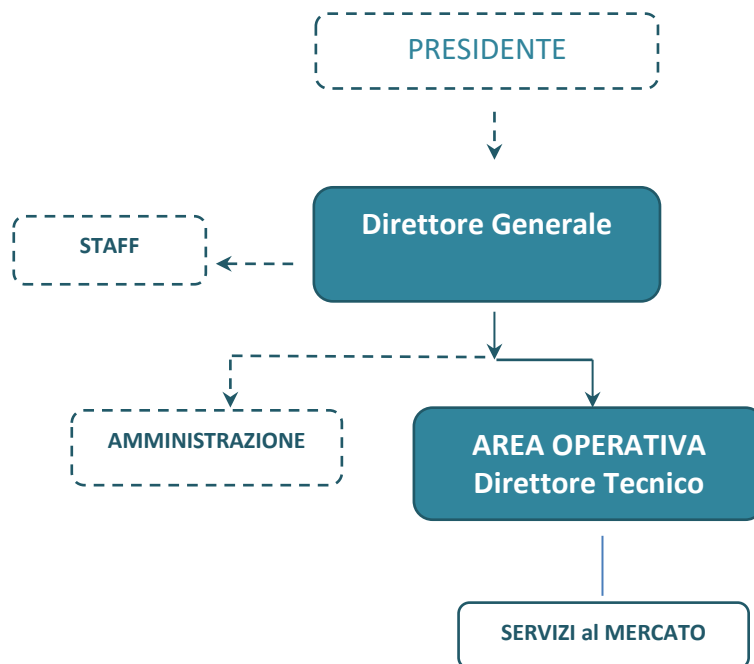 PRESIDENTE
Direttore Generale
STAFF
AMMINISTRAZIONE
AREA OPERATIVA
Direttore Tecnico
SERVIZI al MERCATO